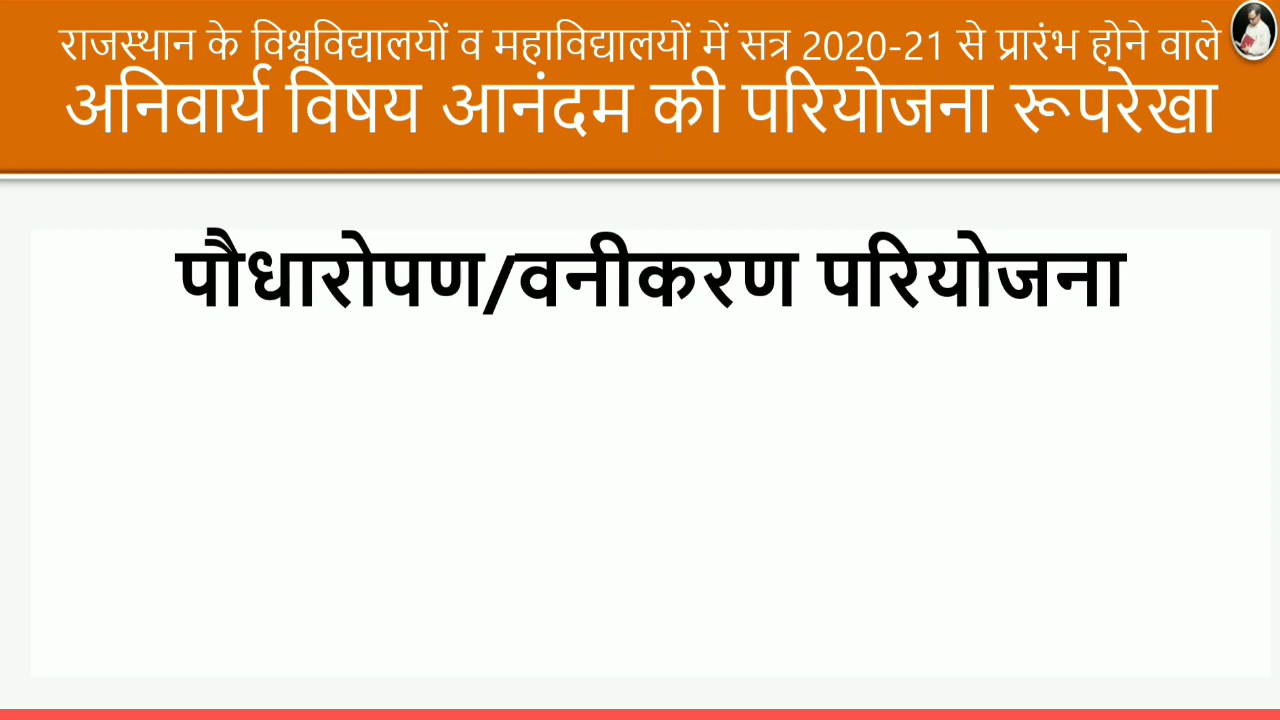 राजस्थान के विश्वविद्यालयों व महाविद्यालयों में सत्र 2020-21 से प्रारंभ होने वाले
अनिवार्य विषय आनंदम की परियोजना रूपरेखा
पौधारोपण/वनीकरण परियोजना